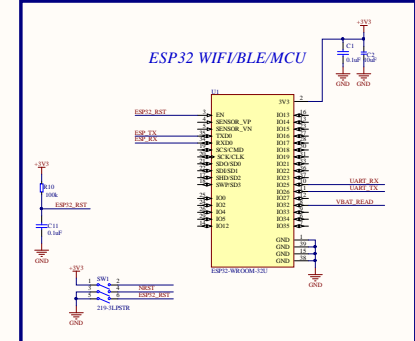 +3V3
C1
0.1uF
C2
10uF
GND
GND
ESP32 WIFI/BLE/MCU
U1
3V3
2
ESP32_RST
3
EN
SENSOR_VP
SENSOR_VN
ESP_TX
TXD0
ESP_RX
RXD0
SCS/CMD
SCK/CLK
SDO/SD0
SDI/SD1
SHD/SD2
SWP/SD3
IO0
IO2
IO4
IO5
IO12
IO13
IO14
IO15
IO16
IO17
IO18
IO19
IO21
IO22
IO23
IO25
UART_RX
IO26
UART_TX
IO27
IO32
VBAT_READ
IO33
IO34
IO35
GND
1
GND
39
GND
15
GND
38
GND
ESP32-WROOM-32U
+3V3
R10
100k
ESP32_RST
C11
0.1uF
GND
+3V3
SW1
1
2
3
4
NRST
5
6
ESP32_RST
GND
219-3LPSTR